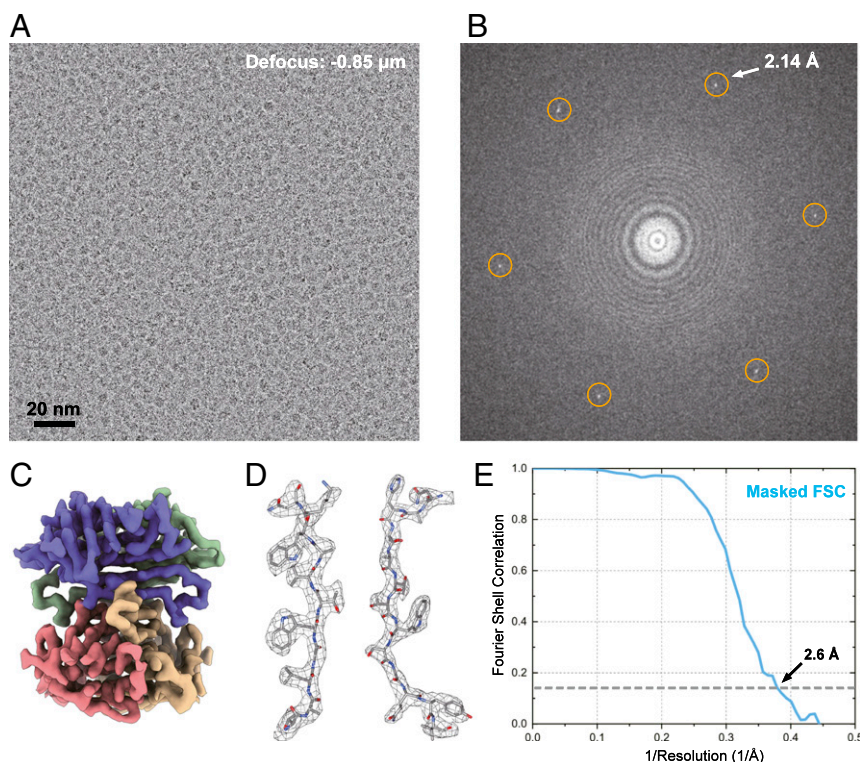 A
Defocus: -0.85 µm
20 nm
B
2.14 Å
C
D
E
Masked FSC
2.6 Å
Fourier Shell Correlation
1.0
0.8
0.6
0.4
0.2
0.0
0.0 0.1 0.2 0.3 0.4 0.5
1/Resolution (1/Å)